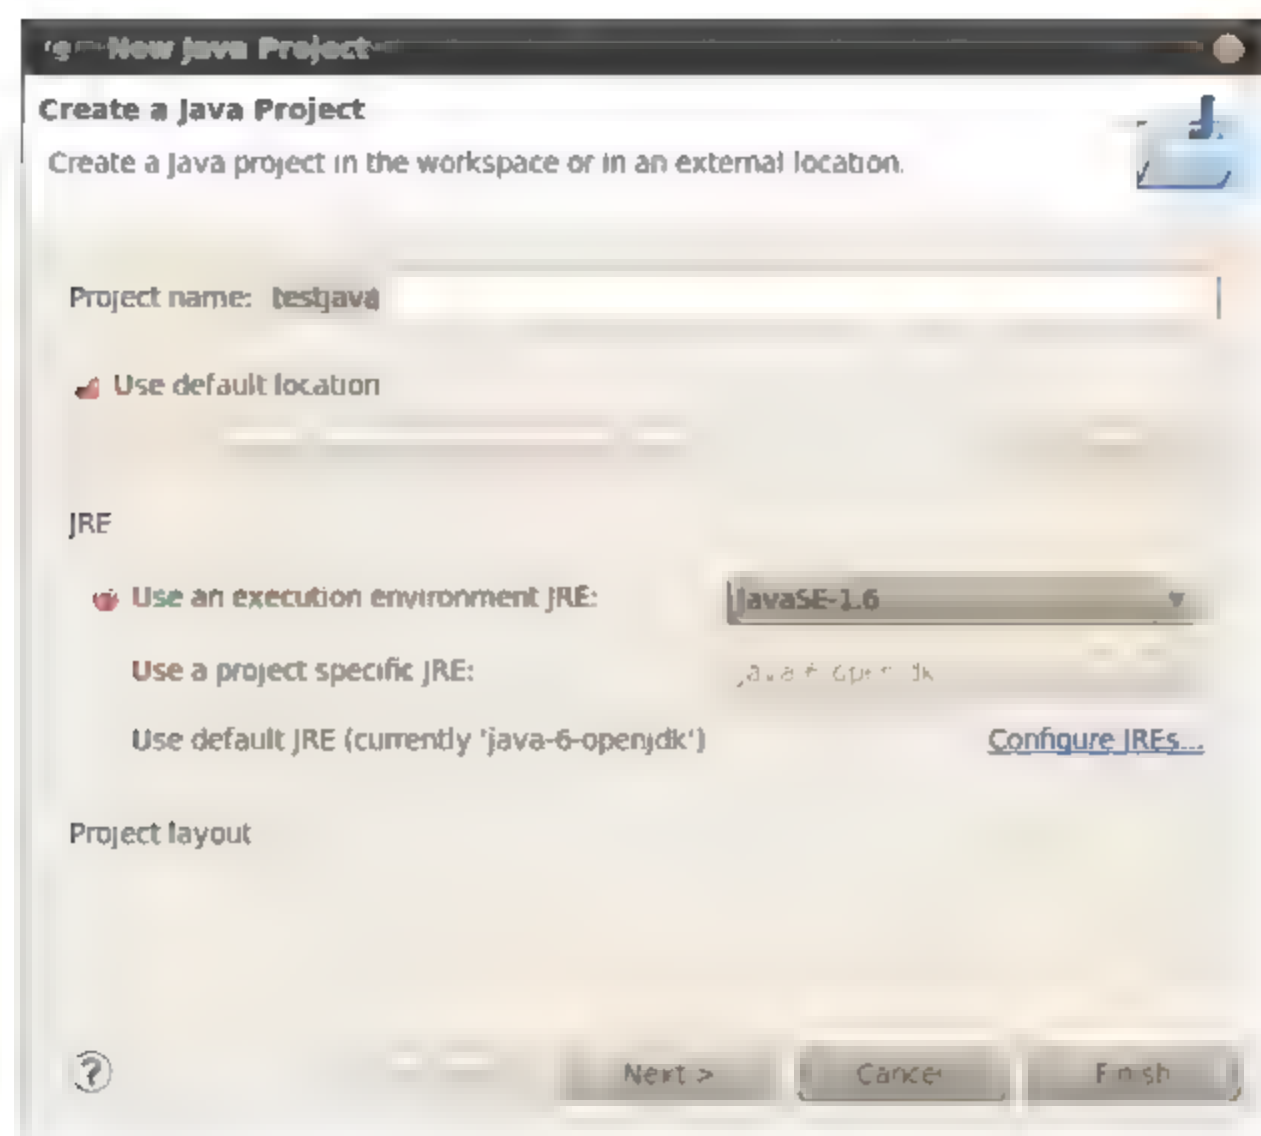 New Java Project
Create a Java Project
Create a Java project in the workspace or in an external location.
Project name: testjava
Use default location
JRE
Use an execution environment JRE: JavaSE-1.6
Use a project specific JRE:
Use default JRE (currently 'java-6-openjdk') Configure JREs...
Project layout
? Next > Cancel Finish